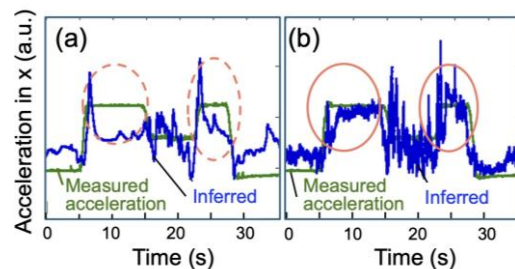 Acceleration in x (a.u.)
(a)
Measured
acceleration
Inferred
0 10 20 30
Time (s)
(b)
Measured
acceleration
Inferred
0 10 20 30
Time (s)